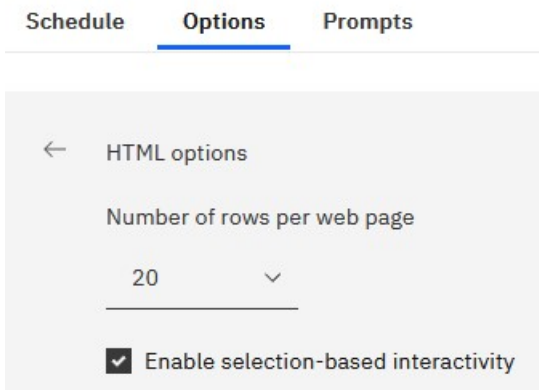 Schedule Options Prompts
HTML options
Number of rows per web page
20
Enable selection-based interactivity